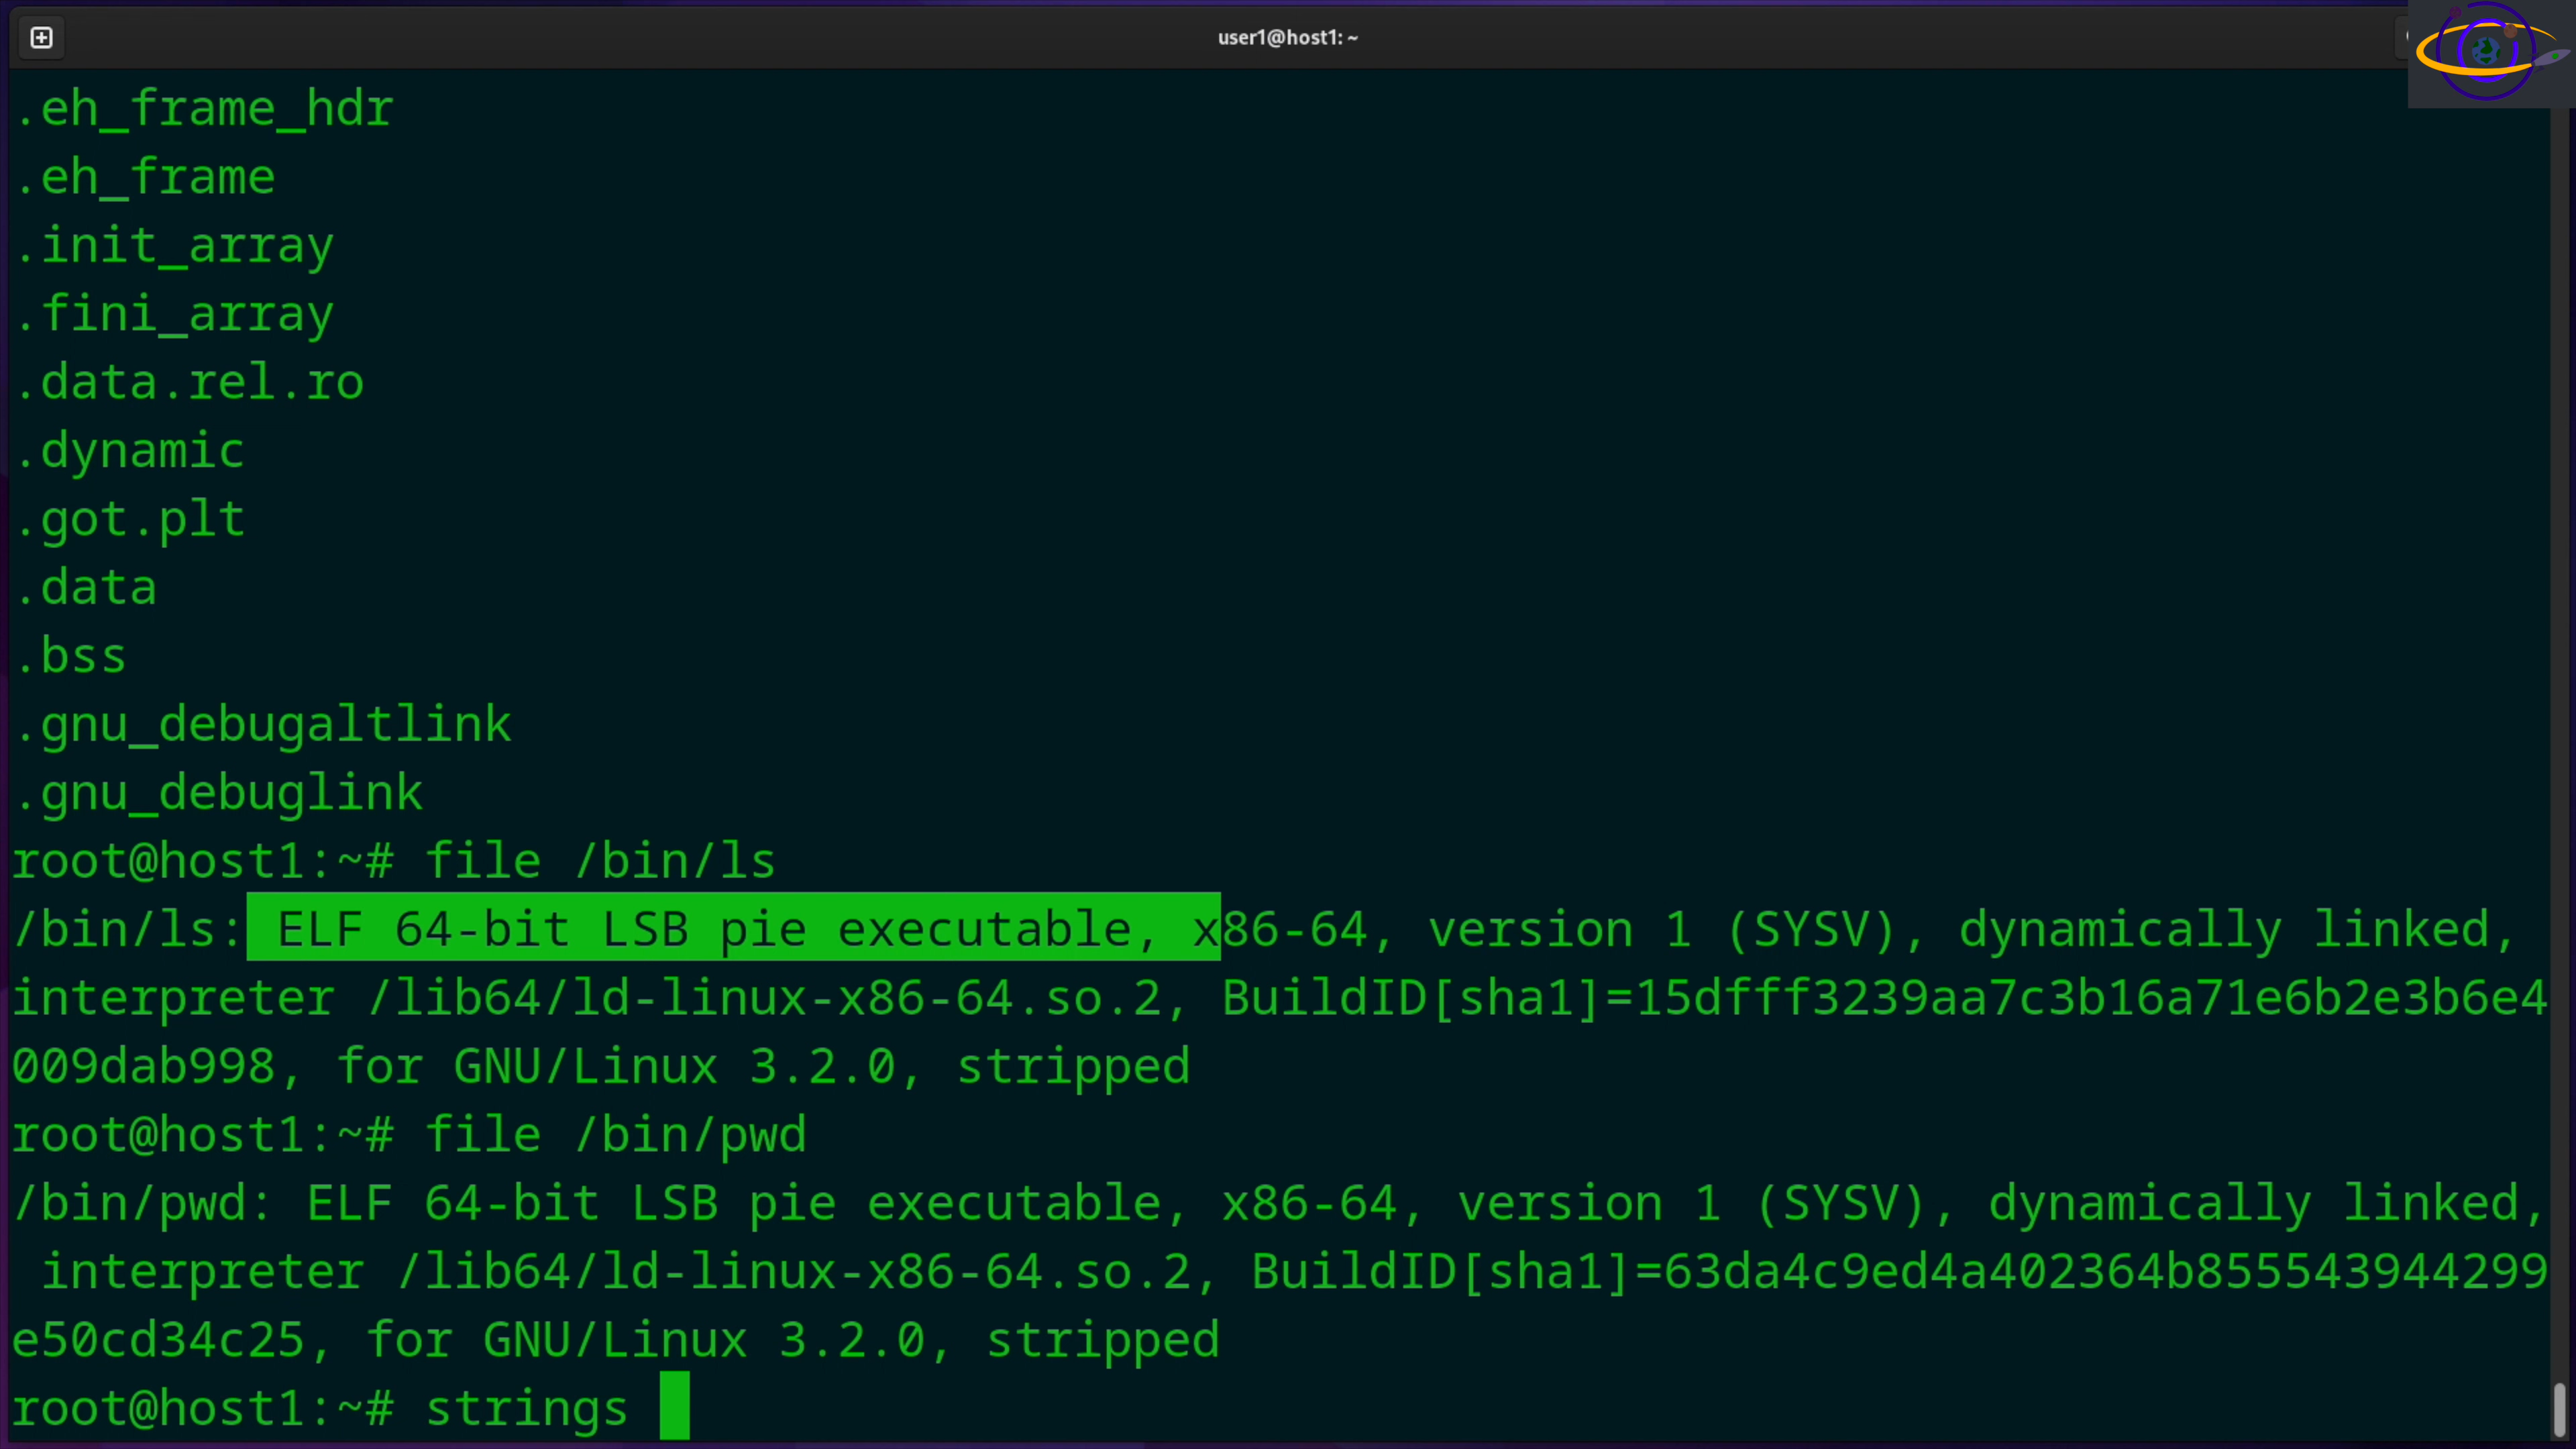 user1@host1: ~
.eh_frame_hdr
.eh_frame
.init_array
.fini_array
.data.rel.ro
.dynamic
.got.plt
.data
.bss
.gnu_debugaltlink
.gnu_debuglink
root@host1:~# file /bin/ls
/bin/ls: ELF 64-bit LSB pie executable, x86-64, version 1 (SYSV), dynamically linked,
interpreter /lib64/ld-linux-x86-64.so.2, BuildID[sha1]=15dfff3239aa7c3b16a71e6b2e3b6e4
009dab998, for GNU/Linux 3.2.0, stripped
root@host1:~# file /bin/pwd
/bin/pwd: ELF 64-bit LSB pie executable, x86-64, version 1 (SYSV), dynamically linked,
interpreter /lib64/ld-linux-x86-64.so.2, BuildID[sha1]=63da4c9ed4a402364b855543944299
e50cd34c25, for GNU/Linux 3.2.0, stripped
root@host1:~# strings